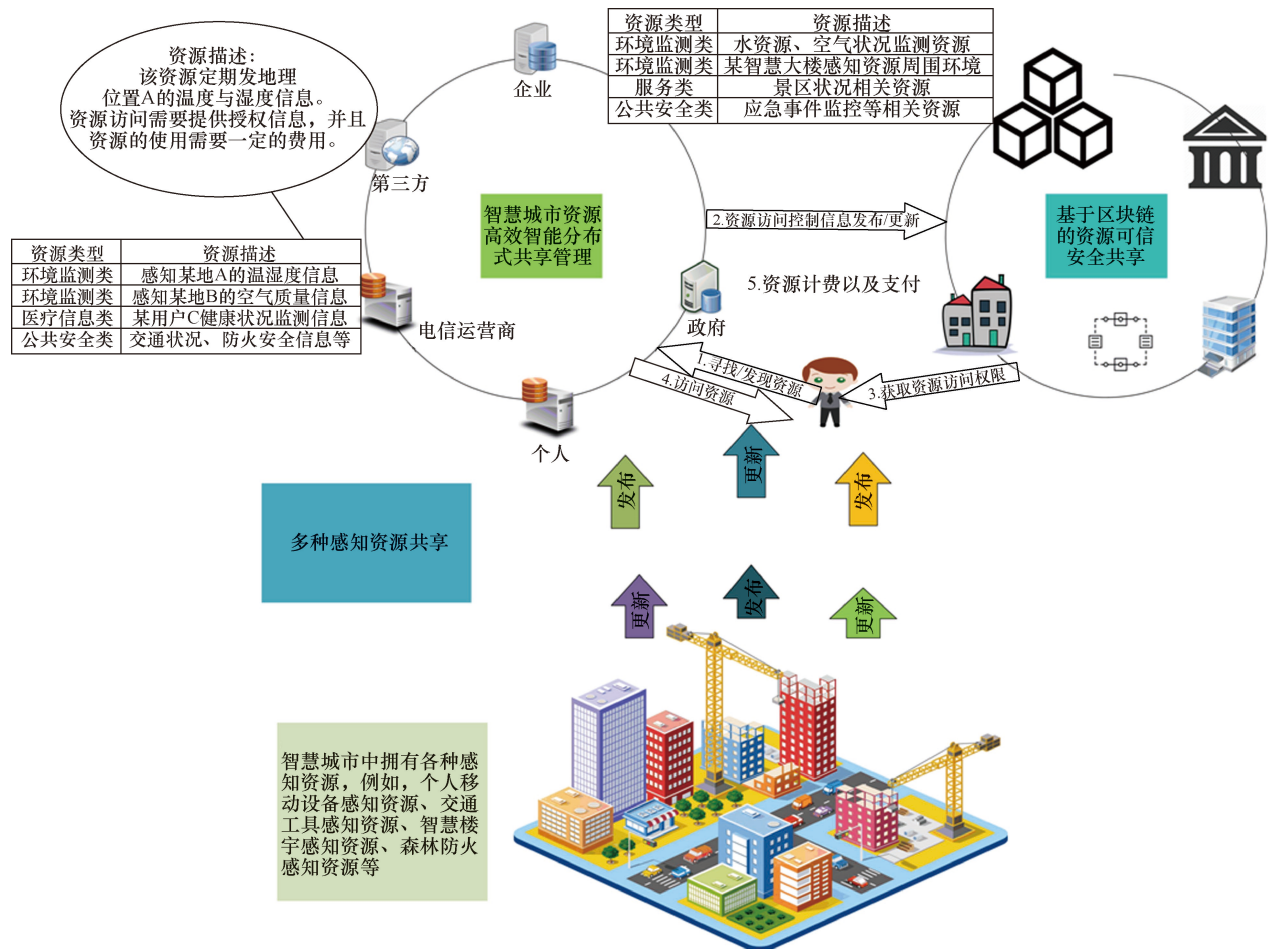 资源描述：
该资源定期发地理
位置A的温度与湿度信息。
资源访问需要提供授权信息，并且
资源的使用需要一定的费用。
企业
资源类型 资源描述
环境监测类 水资源、空气状况监测资源
环境监测类 某智慧大楼感知资源周围环境
服务类 景区状况相关资源
公共安全类 应急事件监控等相关资源
第三方
智慧城市资源
高效智能分布
式共享管理
2.资源访问控制信息发布/更新
基于区块链
的资源可信
安全共享
资源类型 资源描述
环境监测类 感知某地A的温湿度信息
环境监测类 感知某地B的空气质量信息
医疗信息类 某用户C健康状况监测信息
公共安全类 交通状况、防火安全信息等
电信运营商
5.资源计费以及支付
政府
1.寻找/发现资源
4.访问资源
3.获取资源访问权限
个人
发布
更新
发布
多种感知资源共享
更新
发布
更新
智慧城市中拥有各种感
知资源，例如，个人移
动设备感知资源、交通
工具感知资源、智慧楼
宇感知资源、森林防火
感知资源等